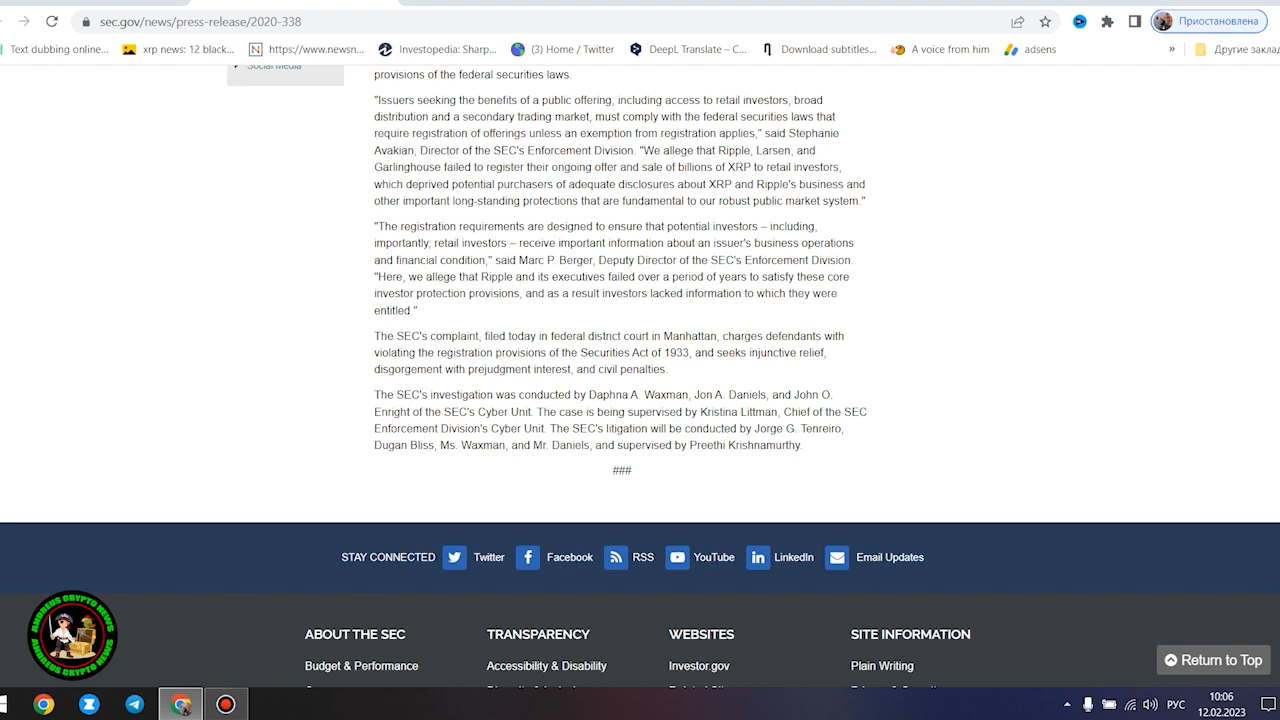 sec.gov/news/press-release/2020-338
Приостановлена
Text dubbing online...
xrp news: 12 black...
https://www.newsn...
Investopedia: Sharp...
(3) Home / Twitter
DeepL Translate – C...
Download subtitles...
A voice from him
adsens
»
Другие закла
Social Media
provisions of the federal securities laws.
"Issuers seeking the benefits of a public offering, including access to retail investors, broad
distribution and a secondary trading market, must comply with the federal securities laws that
require registration of offerings unless an exemption from registration applies," said Stephanie
Avakian, Director of the SEC's Enforcement Division. "We allege that Ripple, Larsen, and
Garlinghouse failed to register their ongoing offer and sale of billions of XRP to retail investors,
which deprived potential purchasers of adequate disclosures about XRP and Ripple's business and
other important long-standing protections that are fundamental to our robust public market system."
"The registration requirements are designed to ensure that potential investors – including,
importantly, retail investors – receive important information about an issuer's business operations
and financial condition," said Marc P. Berger, Deputy Director of the SEC's Enforcement Division.
"Here, we allege that Ripple and its executives failed over a period of years to satisfy these core
investor protection provisions, and as a result investors lacked information to which they were
entitled."
The SEC's complaint, filed today in federal district court in Manhattan, charges defendants with
violating the registration provisions of the Securities Act of 1933, and seeks injunctive relief,
disgorgement with prejudgment interest, and civil penalties.
The SEC's investigation was conducted by Daphna A. Waxman, Jon A. Daniels, and John O.
Enright of the SEC's Cyber Unit. The case is being supervised by Kristina Littman, Chief of the SEC
Enforcement Division's Cyber Unit. The SEC's litigation will be conducted by Jorge G. Tenreiro,
Dugan Bliss, Ms. Waxman, and Mr. Daniels, and supervised by Preethi Krishnamurthy.
###
STAY CONNECTED
Twitter
Facebook
RSS
YouTube
LinkedIn
Email Updates
ANDREUS CRYPTO NEWS
ANDREUS CRYPTO NEWS
ABOUT THE SEC
TRANSPARENCY
WEBSITES
SITE INFORMATION
Budget & Performance
Accessibility & Disability
Investor.gov
Plain Writing
Return to Top
РУС
10:06
12.02.2023